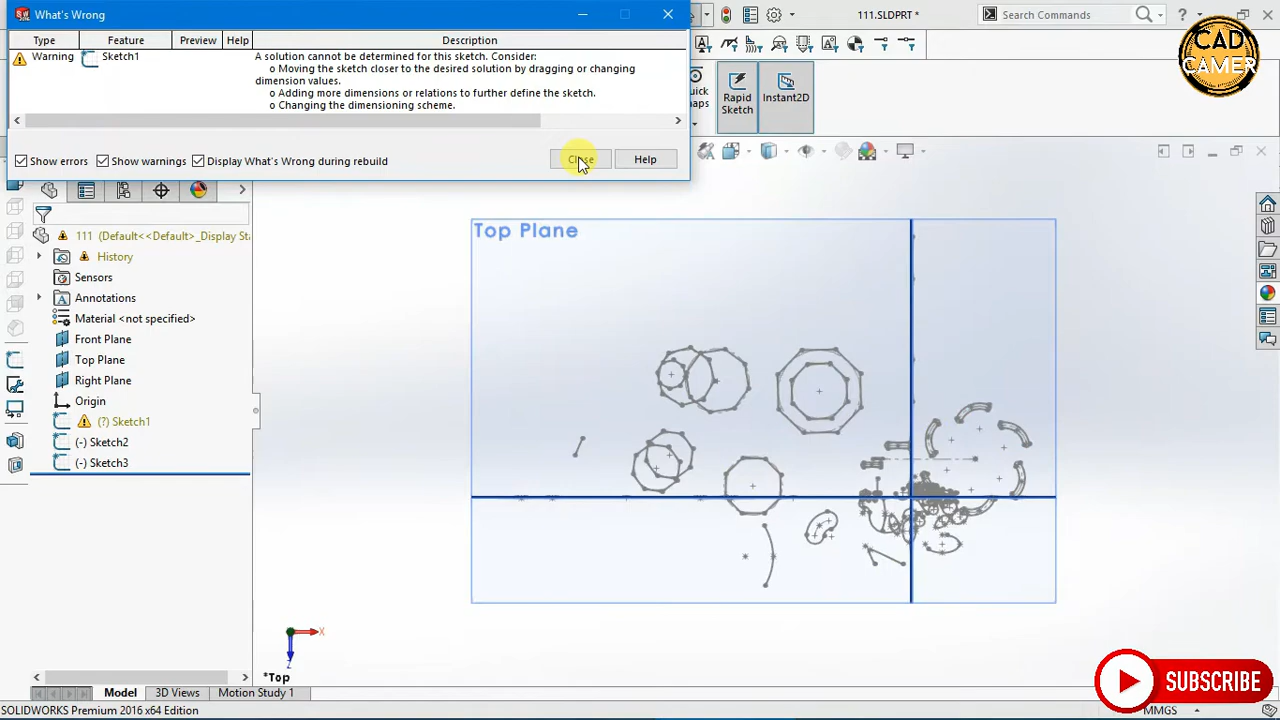 What's Wrong
111.SLDPRT
Search Commands
?
Type Feature Preview Help Description
Warning Sketch1 A solution cannot be determined for this sketch. Consider:
o Moving the sketch closer to the desired solution by dragging or changing
dimension values.
o Adding more dimensions or relations to further define the sketch.
o Changing the dimensioning scheme.
Show errors Show warnings Display What's Wrong during rebuild Close Help
Rapid
Sketch
Instant2D
CAD
CAMER
111 (Default<<Default>_Display Sta
History
Sensors
Annotations
Material <not specified>
Front Plane
Top Plane
Right Plane
Origin
(?) Sketch1
(-) Sketch2
(-) Sketch3
Top Plane
X
Z
*Top
Model 3D Views Motion Study 1
SOLIDWORKS Premium 2016 x64 Edition
MMGS
SUBSCRIBE